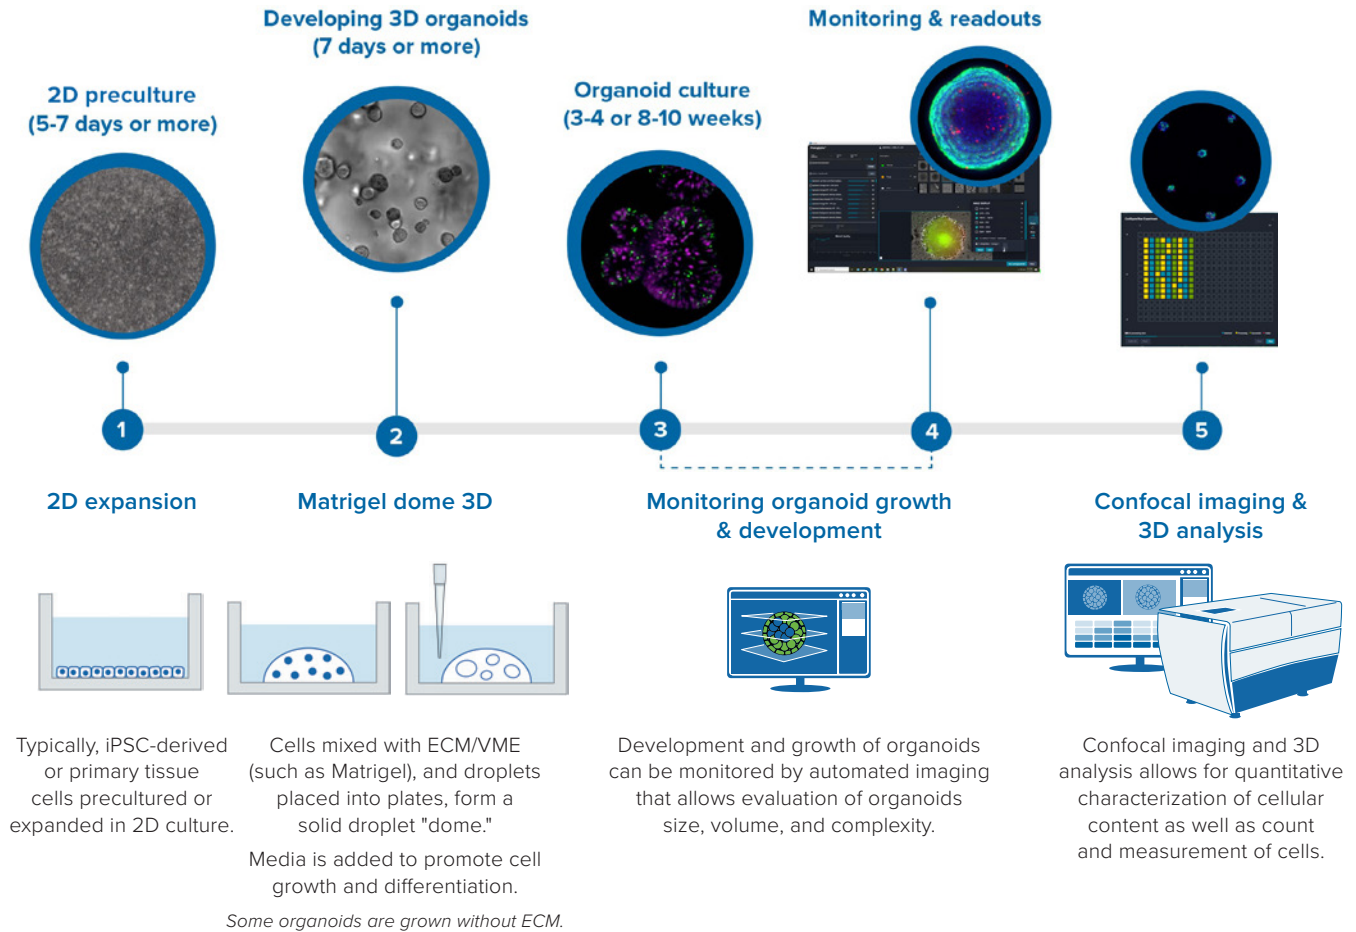 Developing 3D organoids
(7 days or more)
Monitoring & readouts
2D preculture
(5-7 days or more)
Organoid culture
(3-4 or 8-10 weeks)
1
2
3
4
5
2D expansion
Matrigel dome 3D
Monitoring organoid growth
& development
Confocal imaging &
3D analysis
Typically, iPSC-derived
or primary tissue
cells precultured or
expanded in 2D culture.
Cells mixed with ECM/VME
(such as Matrigel), and droplets
placed into plates, form a
solid droplet "dome."
Media is added to promote cell
growth and differentiation.
Some organoids are grown without ECM.
Development and growth of organoids
can be monitored by automated imaging
that allows evaluation of organoids
size, volume, and complexity.
Confocal imaging and 3D
analysis allows for quantitative
characterization of cellular
content as well as count
and measurement of cells.